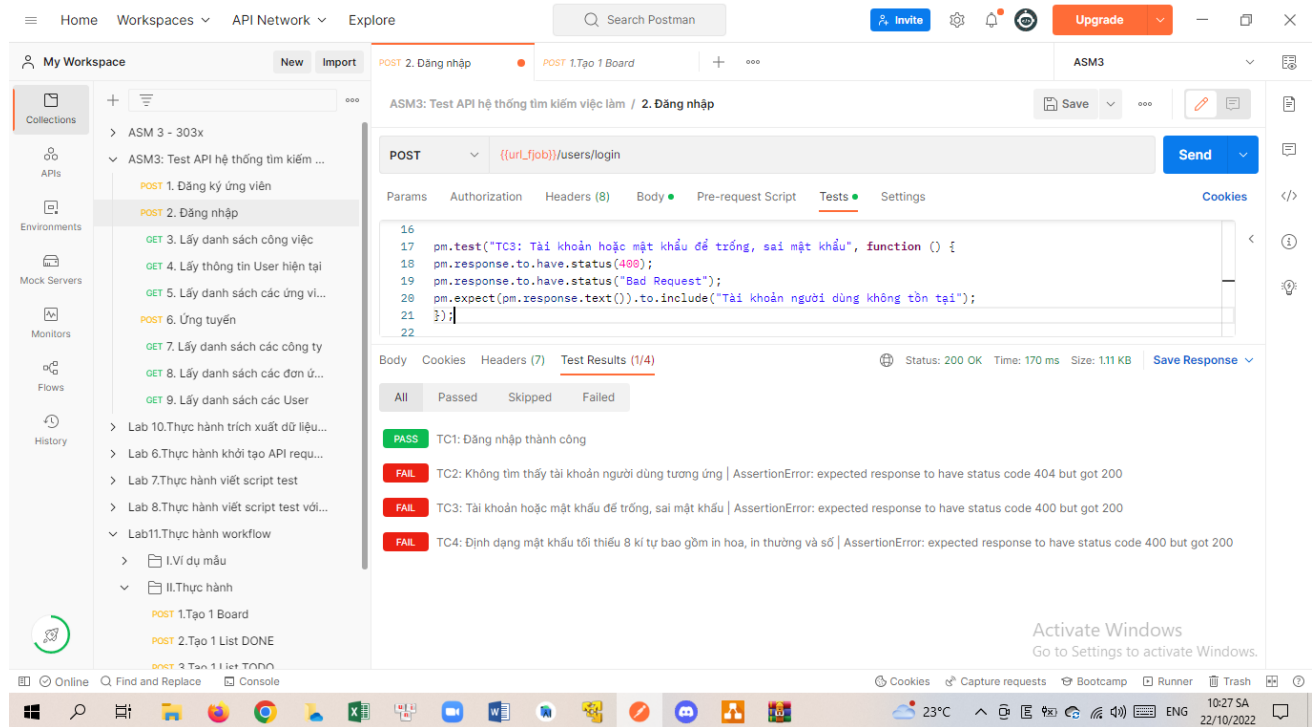 Home Workspaces API Network Explore Search Postman Invite Upgrade
My Workspace New Import POST 2. Đăng nhập POST 1.Tạo 1 Board ASM3
Collections
APIs
Environments
Mock Servers
Monitors
Flows
History
ASM 3 - 303x
ASM3: Test API hệ thống tìm kiếm ...
POST 1. Đăng ký ứng viên
POST 2. Đăng nhập
GET 3. Lấy danh sách công việc
GET 4. Lấy thông tin User hiện tại
GET 5. Lấy danh sách các ứng vi...
POST 6. Ứng tuyển
GET 7. Lấy danh sách các công ty
GET 8. Lấy danh sách các đơn ứ...
GET 9. Lấy danh sách các User
Lab 10.Thực hành trích xuất dữ liệu...
Lab 6.Thực hành khởi tạo API requ...
Lab 7.Thực hành viết script test
Lab 8.Thực hành viết script test với...
Lab11.Thực hành workflow
I.Ví dụ mẫu
II.Thực hành
POST 1.Tạo 1 Board
POST 2.Tạo 1 List DONE
POST 3.Tạo 1 List TODO
ASM3: Test API hệ thống tìm kiếm việc làm / 2. Đăng nhập Save
POST {{url_fjob}}/users/login Send
Params Authorization Headers (8) Body Pre-request Script Tests Settings Cookies
16
17 pm.test("TC3: Tài khoản hoặc mật khẩu để trống, sai mật khẩu", function () {
18 pm.response.to.have.status(400);
19 pm.response.to.have.status("Bad Request");
20 pm.expect(pm.response.text()).to.include("Tài khoản người dùng không tồn tại");
21 });
22
Body Cookies Headers (7) Test Results (1/4) Status: 200 OK Time: 170 ms Size: 1.11 KB Save Response
All Passed Skipped Failed
PASS TC1: Đăng nhập thành công
FAIL TC2: Không tìm thấy tài khoản người dùng tương ứng | AssertionError: expected response to have status code 404 but got 200
FAIL TC3: Tài khoản hoặc mật khẩu để trống, sai mật khẩu | AssertionError: expected response to have status code 400 but got 200
FAIL TC4: Định dạng mật khẩu tối thiểu 8 kí tự bao gồm in hoa, in thường và số | AssertionError: expected response to have status code 400 but got 200
Activate Windows
Go to Settings to activate Windows.
Online Find and Replace Console Cookies Capture requests Bootcamp Runner Trash
23°C ENG 10:27 SA
22/10/2022